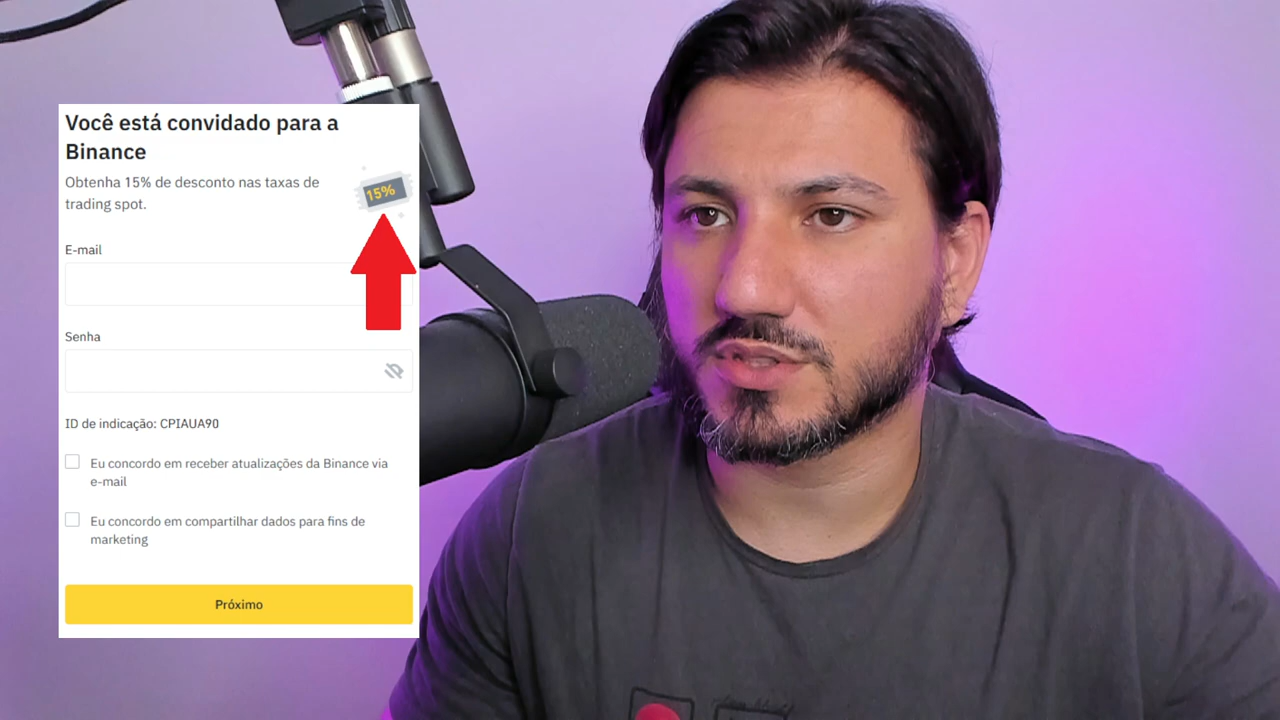 Você está convidado para a
Binance
Obtenha 15% de desconto nas taxas de
trading spot.
15%
E-mail
Senha
ID de indicação: CPIAUA90
Eu concordo em receber atualizações da Binance via
e-mail
Eu concordo em compartilhar dados para fins de
marketing
Próximo